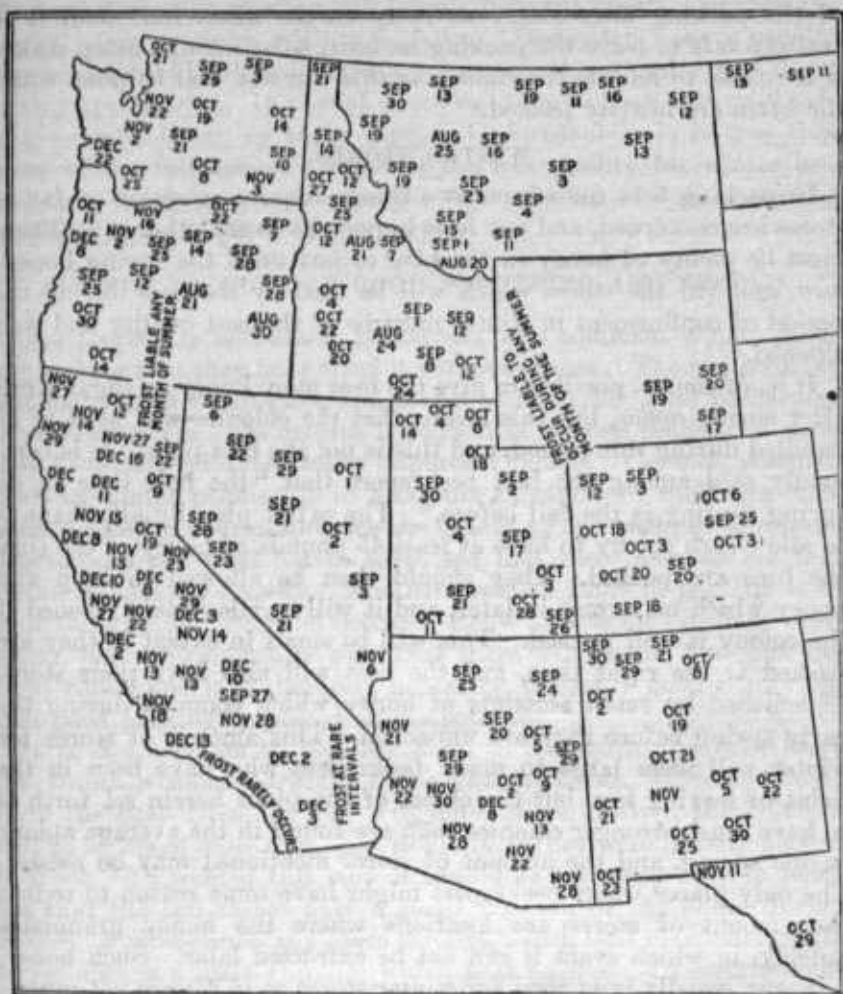 OCT 21
SEP 29
SEP 3
SEP 21
SEP 30
SEP 13
SEP 19
SEP 11
SEP 16
SEP 12
SEP 13
SEP 11
NOV 22
OCT 19
OCT 14
SEP 19
AUG 25
SEP 16
SEP 13
NOV 2
SEP 21
SEP 10
SEP 14
DEC 22
OCT 25
OCT 8
NOV 3
OCT 27
OCT 12
SEP 19
SEP 23
SEP 3
OCT 11
NOV 16
OCT 22
SEP 25
SEP 4
DEC 6
NOV 2
SEP 25
SEP 14
SEP 7
OCT 12
AUG 21
SEP 7
SEP 15
SEP 1
SEP 11
AUG 20
SEP 28
SEP 25
SEP 12
AUG 21
SEP 28
OCT 4
OCT 30
AUG 20
OCT 22
AUG 24
SEP 12
OCT 14
OCT 20
SEP 8
OCT 12
OCT 24
FROST LIABLE ANY
MONTH OF SUMMER.
FROST LIABLE TO
OCCUR DURING ANY
MONTH OF THE SUMMER
SEP 19
SEP 20
SEP 17
NOV 27
NOV 14
OCT 12
SEP 6
OCT 14
OCT 4
OCT 6
NOV 29
NOV 27
DEC 16
SEP 22
SEP 22
SEP 29
OCT 18
DEC 6
DEC 11
OCT 9
OCT 1
SEP 30
SEP 2
SEP 12
SEP 3
OCT 6
NOV 15
SEP 21
OCT 4
OCT 18
SEP 25
DEC 8
OCT 19
SEP 28
OCT 2
SEP 17
OCT 3
OCT 3
NOV 13
NOV 23
SEP 23
OCT 20
SEP 20
DEC 10
DEC 8
SEP 3
OCT 3
NOV 27
NOV 22
NOV 29
SEP 21
SEP 21
OCT 28
SEP 18
DEC 3
OCT 11
SEP 26
DEC 2
NOV 14
NOV 13
NOV 13
DEC 10
NOV 6
SEP 25
SEP 24
SEP 30
SEP 29
SEP 21
OCT 6
SEP 27
OCT 2
NOV 18
NOV 28
NOV 21
SEP 20
OCT 5
SEP 29
OCT 19
DEC 13
DEC 2
SEP 29
OCT 21
FROST RARELY OCCURS
FROST AT RARE
INTERVALS
NOV 22
NOV 30
OCT 2
OCT 9
NOV 1
OCT 5
OCT 22
DEC 3
DEC 8
OCT 21
NOV 28
NOV 13
OCT 25
OCT 30
NOV 22
NOV 28
OCT 23
NOV 11
OCT 29